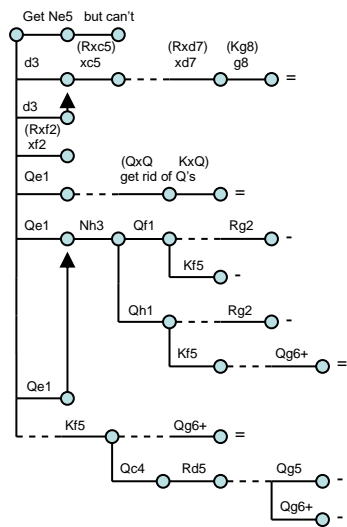 Get Ne5 but can't
(Rxc5) (Rxd7) (Kg8)
d3 xc5 xd7 g8 =
d3
(Rxf2)
xf2
(QxQ KxQ)
Qe1 get rid of Q's =
Qe1 Nh3 Qf1 Rg2 -
Kf5 -
Qh1 Rg2 -
Kf5 Qg6+ =
Qe1
Kf5 Qg6+ =
Qc4 Rd5 Qg5 -
Qg6+ -